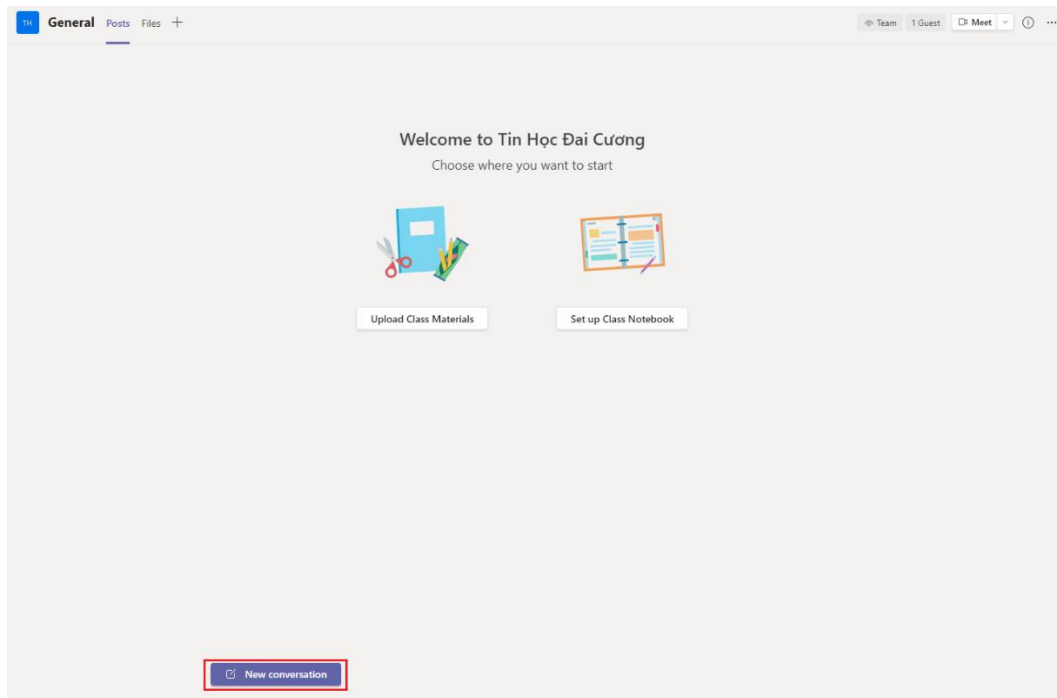 TH General Posts Files
Team 1 Guest Meet
Welcome to Tin Học Đai Cương
Choose where you want to start
Upload Class Materials Set up Class Notebook
New conversation